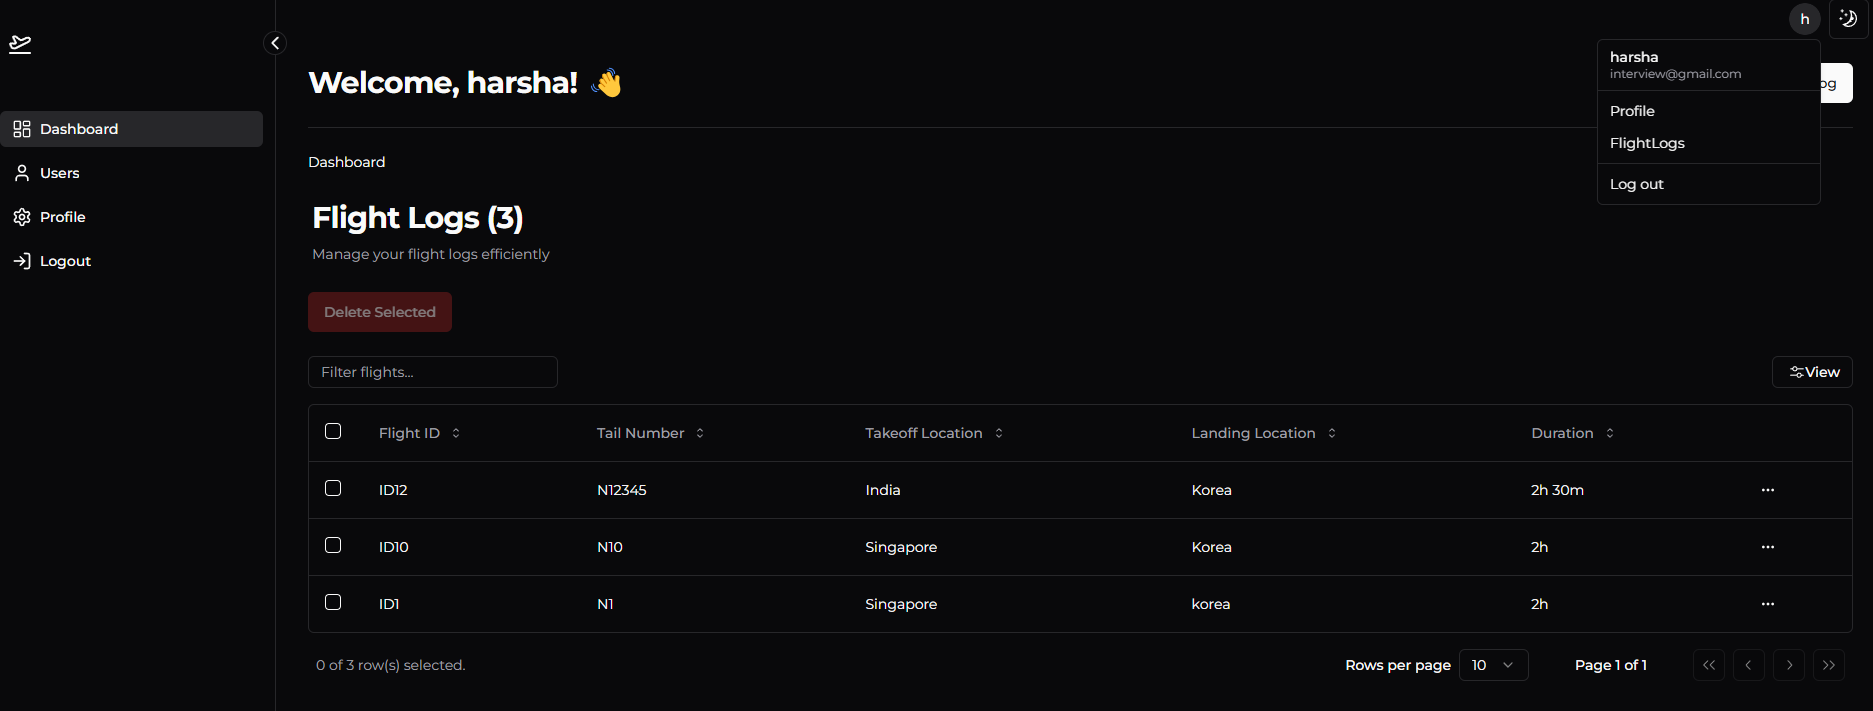 h
harsha
interview@gmail.com
Profile
FlightLogs
Log out
Dashboard
Users
Profile
Logout
Welcome, harsha! 👋
Dashboard
Flight Logs (3)
Manage your flight logs efficiently
Delete Selected
Filter flights...
View
Flight ID Tail Number Takeoff Location Landing Location Duration
ID12 N12345 India Korea 2h 30m
ID10 N10 Singapore Korea 2h
ID1 N1 Singapore korea 2h
0 of 3 row(s) selected.
Rows per page 10 Page 1 of 1